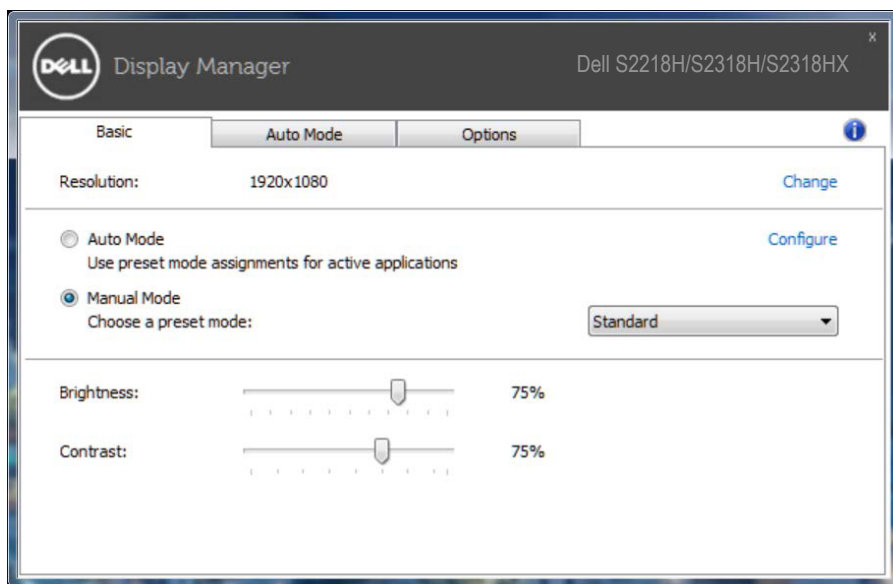 x
DELL Display Manager Dell S2218H/S2318H/S2318HX
Basic Auto Mode Options i
Resolution: 1920x1080 Change
Auto Mode Configure
Use preset mode assignments for active applications
Manual Mode
Choose a preset mode: Standard
Brightness: 75%
Contrast: 75%